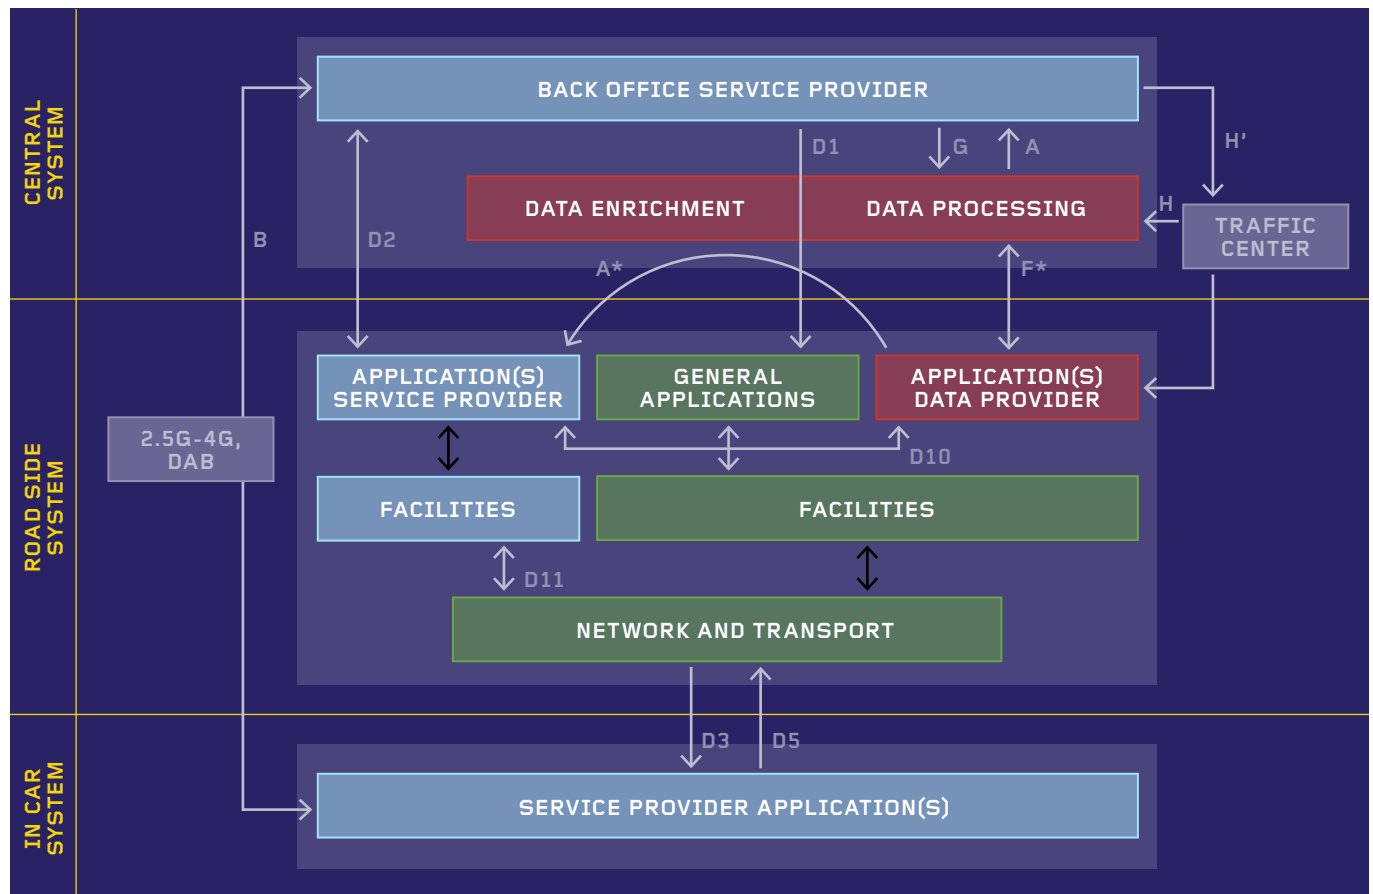 CENTRAL
SYSTEM
BACK OFFICE SERVICE PROVIDER
D1
G
A
H’
DATA ENRICHMENT
DATA PROCESSING
H
TRAFFIC
CENTER
B
D2
A*
F*
ROAD SIDE
SYSTEM
APPLICATION(S)
SERVICE PROVIDER
GENERAL
APPLICATIONS
APPLICATION(S)
DATA PROVIDER
2.5G-4G,
DAB
D10
FACILITIES
FACILITIES
D11
NETWORK AND TRANSPORT
IN CAR
SYSTEM
D3
D5
SERVICE PROVIDER APPLICATION(S)